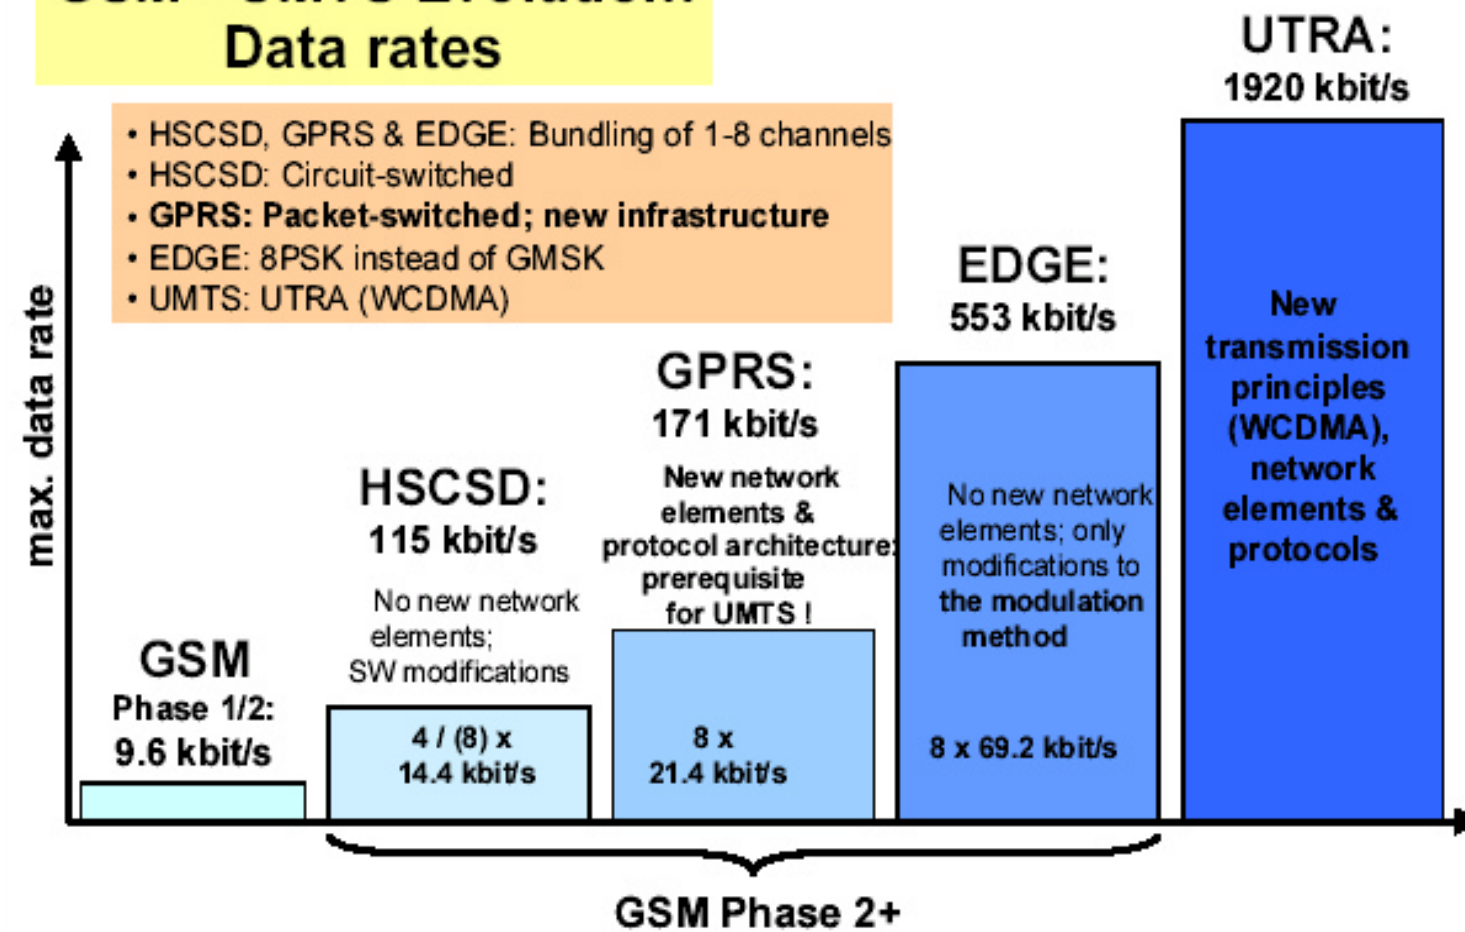 Data rates
• HSCSD, GPRS & EDGE: Bundling of 1-8 channels
• HSCSD: Circuit-switched
• GPRS: Packet-switched; new infrastructure
• EDGE: 8PSK instead of GMSK
• UMTS: UTRA (WCDMA)
max. data rate
GSM
Phase 1/2:
9.6 kbit/s
HSCSD:
115 kbit/s
No new network
elements;
SW modifications
4 / (8) x
14.4 kbit/s
GPRS:
171 kbit/s
New network
elements &
protocol architecture:
prerequisite
for UMTS !
8 x
21.4 kbit/s
EDGE:
553 kbit/s
No new network
elements; only
modifications to
the modulation
method
8 x 69.2 kbit/s
UTRA:
1920 kbit/s
New
transmission
principles
(WCDMA),
network
elements &
protocols
GSM Phase 2+